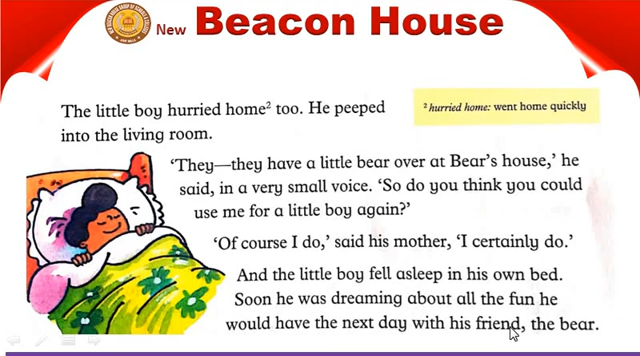 New Beacon House
The little boy hurried home² too. He peeped
into the living room.
² hurried home: went home quickly
‘They—they have a little bear over at Bear’s house,’ he
said, in a very small voice. ‘So do you think you could
use me for a little boy again?’
‘Of course I do,’ said his mother, ‘I certainly do.’
And the little boy fell asleep in his own bed.
Soon he was dreaming about all the fun he
would have the next day with his friend, the bear.